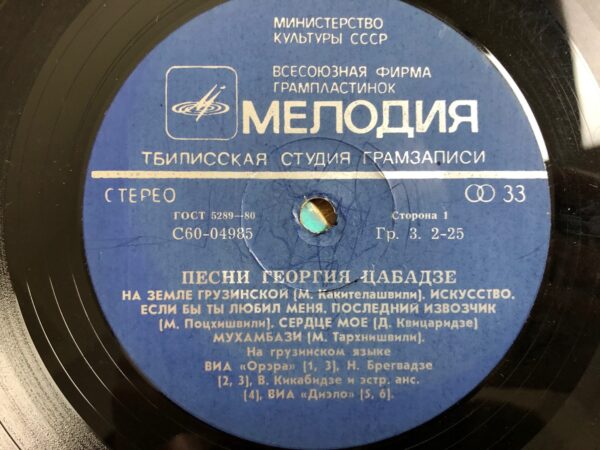 МИНИСТЕРСТВО
КУЛЬТУРЫ СССР
ВСЕСОЮЗНАЯ ФИРМА
ГРАМПЛАСТИНОК
МЕЛОДИЯ
ТБИЛИССКАЯ СТУДИЯ ГРАМЗАПИСИ
СТЕРЕО
33
ГОСТ 5289—80
Сторона 1
С60-04985
Гр. 3. 2-25
ПЕСНИ ГЕОРГИЯ ЦАБАДЗЕ
НА ЗЕМЛЕ ГРУЗИНСКОЙ [М. Какителашвили]. ИСКУССТВО.
ЕСЛИ БЫ ТЫ ЛЮБИЛ МЕНЯ. ПОСЛЕДНИЙ ИЗВОЗЧИК
[М. Поцхишвили]. СЕРДЦЕ МОЕ [Д. Квицаридзе]
МУХАМБАЗИ [М. Тархнишвили].
На грузинском языке
ВИА «Орэра» [1, 3], Н. Брегвадзе
[2, 3], В. Кикабидзе и эстр. анс.
[4], ВИА «Диэло» [5, 6].